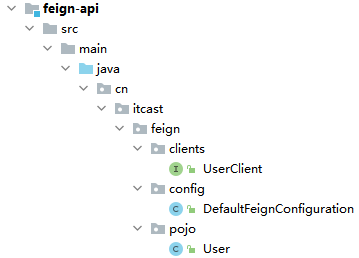 feign-api
src
main
java
cn
itcast
feign
clients
I UserClient
config
C DefaultFeignConfiguration
pojo
C User